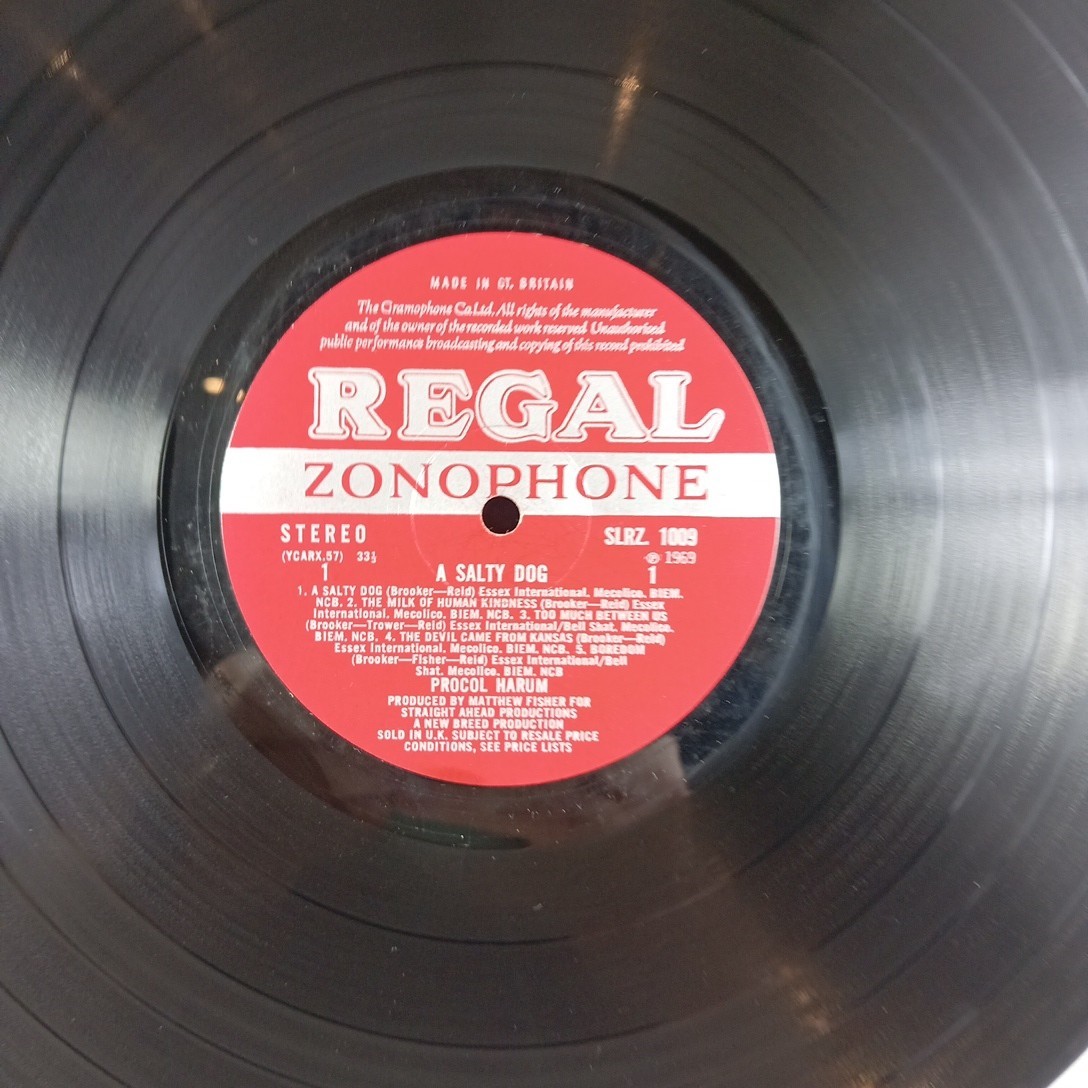 MADE IN GT. BRITAIN
The Gramophone Co.Ltd. All rights of the manufacturer
and of the owner of the recorded work reserved Unauthorised
public performance broadcasting and copying of this record prohibited
REGAL
ZONOPHONE
STEREO SLRZ. 1009
(YCARX.57) 33⅓ ℗ 1969
1 A SALTY DOG 1
1. A SALTY DOG (Brooker—Reid) Essex International. Mecolico. BIEM.
NCB. 2. THE MILK OF HUMAN KINDNESS (Brooker—Reid) Essex
International. Mecolico. BIEM. NCB. 3. TOO MUCH BETWEEN US
(Brooker—Trower—Reid) Essex International/Bell Shat. Mecolico.
BIEM. NCB. 4. THE DEVIL CAME FROM KANSAS (Brooker—Reid)
Essex International. Mecolico. BIEM. NCB. 5. BOREDOM
(Brooker—Fisher—Reid) Essex International/Bell
Shat. Mecolico. BIEM. NCB
PROCOL HARUM
PRODUCED BY MATTHEW FISHER FOR
STRAIGHT AHEAD PRODUCTIONS
A NEW BREED PRODUCTION
SOLD IN U.K. SUBJECT TO RESALE PRICE
CONDITIONS, SEE PRICE LISTS